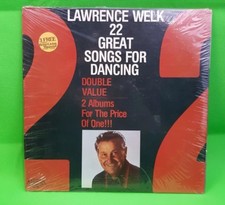 LAWRENCE WELK
22
GREAT
SONGS FOR
DANCING
DOUBLE
VALUE
2 Albums
For The Price
Of One!!!
22